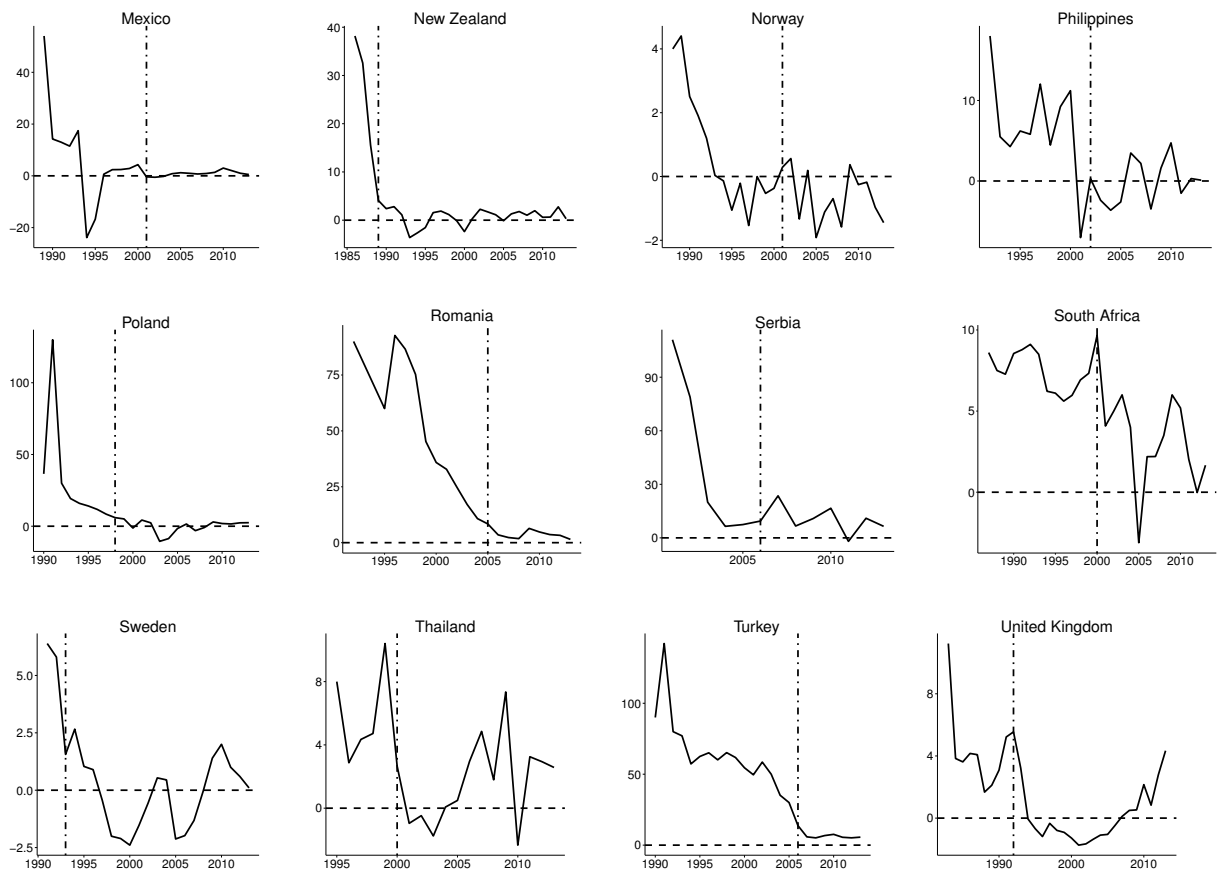 Mexico
40
20
0
−20
1990 1995 2000 2005 2010
New Zealand
40
30
20
10
0
1985 1990 1995 2000 2005 2010
Norway
4
2
0
−2
1990 1995 2000 2005 2010
Philippines
10
0
1995 2000 2005 2010
Poland
100
50
0
1990 1995 2000 2005 2010
Romania
75
50
25
0
1995 2000 2005 2010
Serbia
90
60
30
0
2005 2010
South Africa
10
5
0
1990 1995 2000 2005 2010
Sweden
5.0
2.5
0.0
−2.5
1990 1995 2000 2005 2010
Thailand
8
4
0
1995 2000 2005 2010
Turkey
100
50
0
1990 1995 2000 2005 2010
United Kingdom
8
4
0
1990 2000 2010